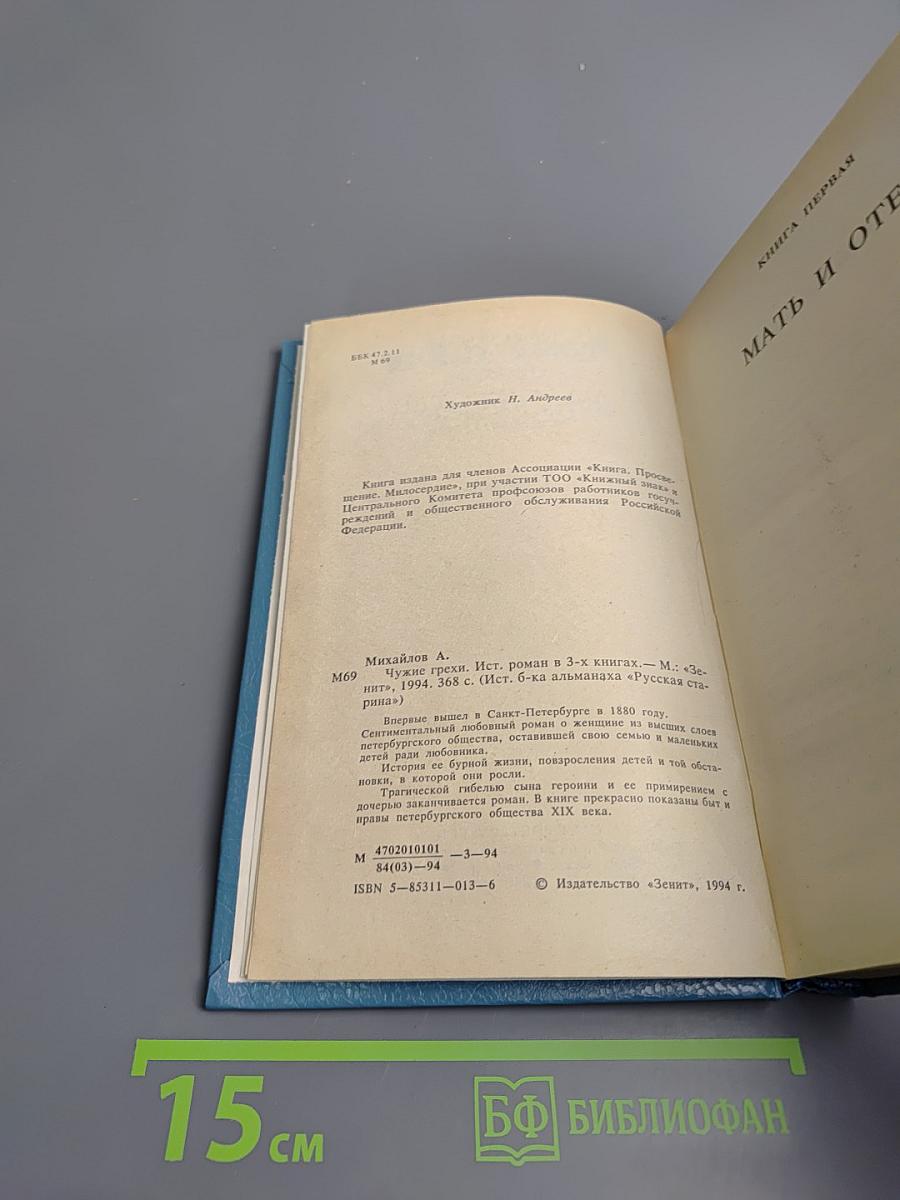 ББК 47.2.11
М 69
Художник Н. Андреев
Книга издана для членов Ассоциации «Книга. Просве-
щение. Милосердие», при участии ТОО «Книжный знак» и
Центрального Комитета профсоюзов работников госуч-
реждений и общественного обслуживания Российской
Федерации.
Михайлов А.
М69 Чужие грехи. Ист. роман в 3-х книгах.— М.: «Зе-
нит», 1994. 368 с. (Ист. б-ка альманаха «Русская ста-
рина»)
Впервые вышел в Санкт-Петербурге в 1880 году.
Сентиментальный любовный роман о женщине из высших слоев
петербургского общества, оставившей свою семью и маленьких
детей ради любовника.
История ее бурной жизни, повзросления детей и той обста-
новки, в которой они росли.
Трагической гибелью сына героини и ее примирением с
дочерью заканчивается роман. В книге прекрасно показаны быт и
нравы петербургского общества XIX века.
М 4702010101
84(03)—94 —3—94
ISBN 5—85311—013—6 © Издательство «Зенит», 1994 г.
КНИГА ПЕРВАЯ
МАТЬ И ОТЕ
15 см
БФ БИБЛИОФАН